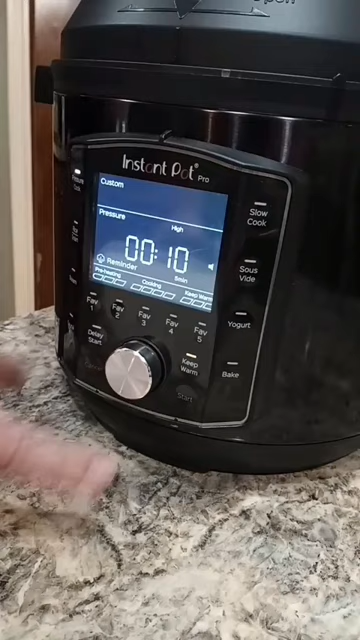 Instant Pot® Pro
Custom
Pressure
High
00:10
Reminder
5min
Pre-heating
Cooking
Keep Warm
Slow
Cook
Sous
Vide
Yogurt
Bake
Fav
1
Fav
2
Fav
3
Fav
4
Fav
5
Delay
Start
Keep
Warm
Start